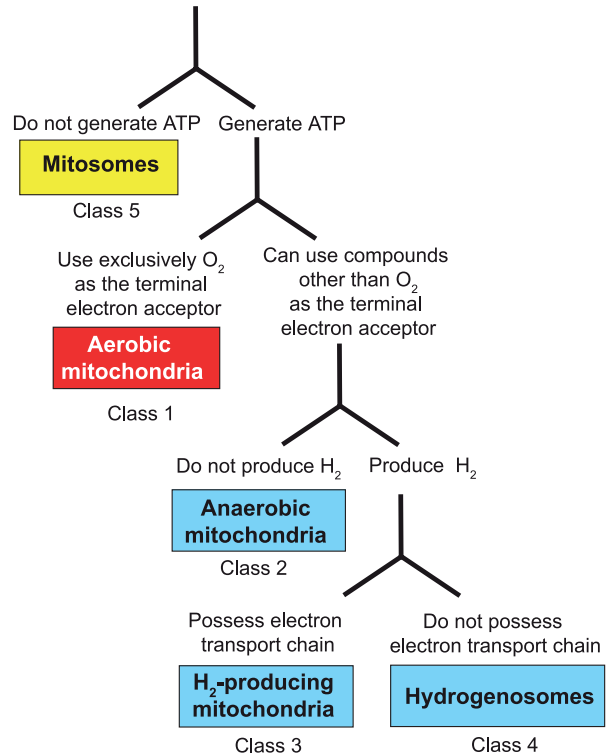 Do not generate ATP
Generate ATP
Mitosomes
Class 5
Use exclusively O₂
as the terminal
electron acceptor
Aerobic
mitochondria
Class 1
Can use compounds
other than O₂
as the terminal
electron acceptor
Do not produce H₂
Produce H₂
Anaerobic
mitochondria
Class 2
Possess electron
transport chain
H₂-producing
mitochondria
Class 3
Do not possess
electron transport chain
Hydrogenosomes
Class 4